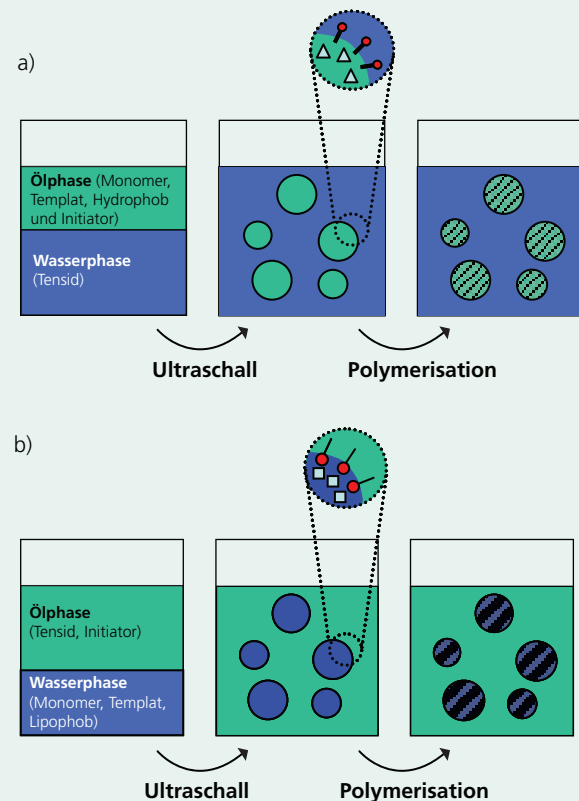 a)
Ölphase (Monomer,
Templat, Hydrophob
und Initiator)
Wasserphase
(Tensid)
Ultraschall
Polymerisation
b)
Ölphase
(Tensid, Initiator)
Wasserphase
(Monomer, Templat,
Lipophob)
Ultraschall
Polymerisation